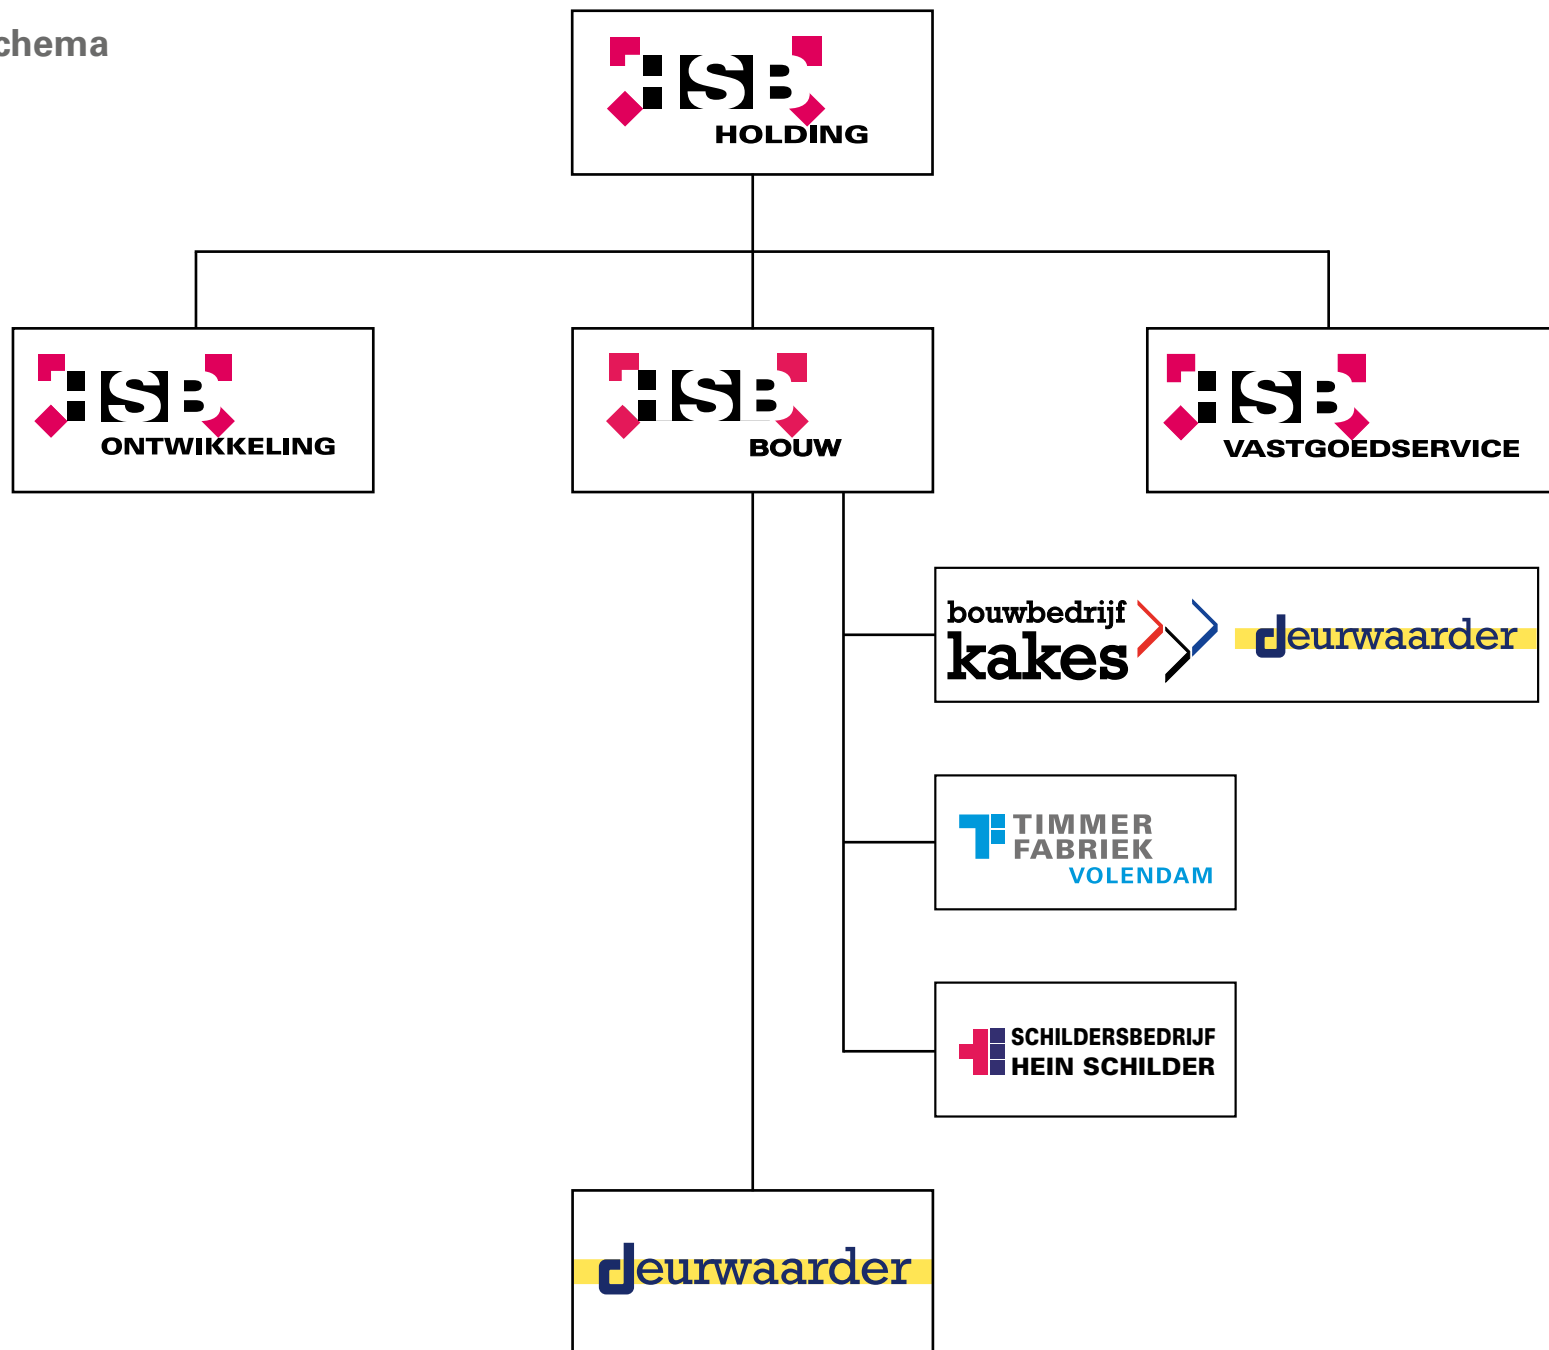 chema
HSB
HOLDING
HSB
ONTWIKKELING
HSB
BOUW
HSB
VASTGOEDSERVICE
bouwbedrijf
kakes
deurwaarder
TIMMER
FABRIEK
VOLENDAM
SCHILDERSBEDRIJF
HEIN SCHILDER
deurwaarder